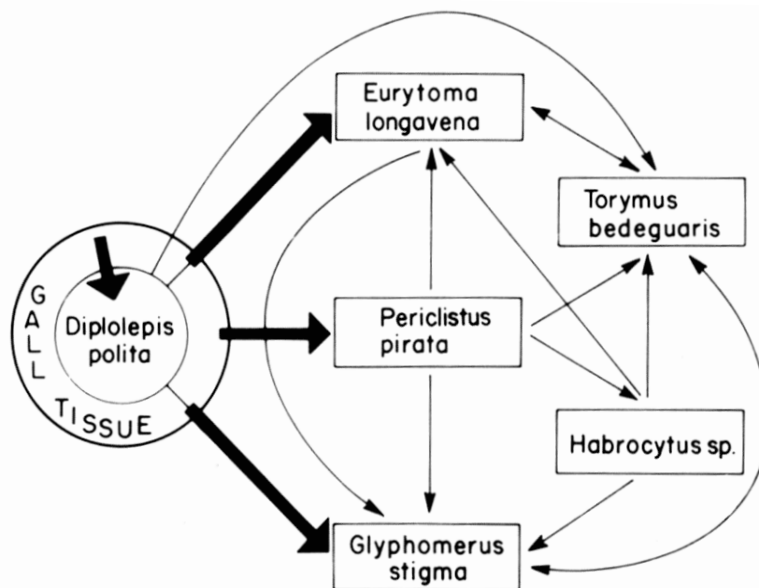 Eurytoma
longavena
Torymus
bedeguaris
GALL TISSUE
Diplolepis
polita
Periclistus
pirata
Habrocytus sp.
Glyphomerus
stigma